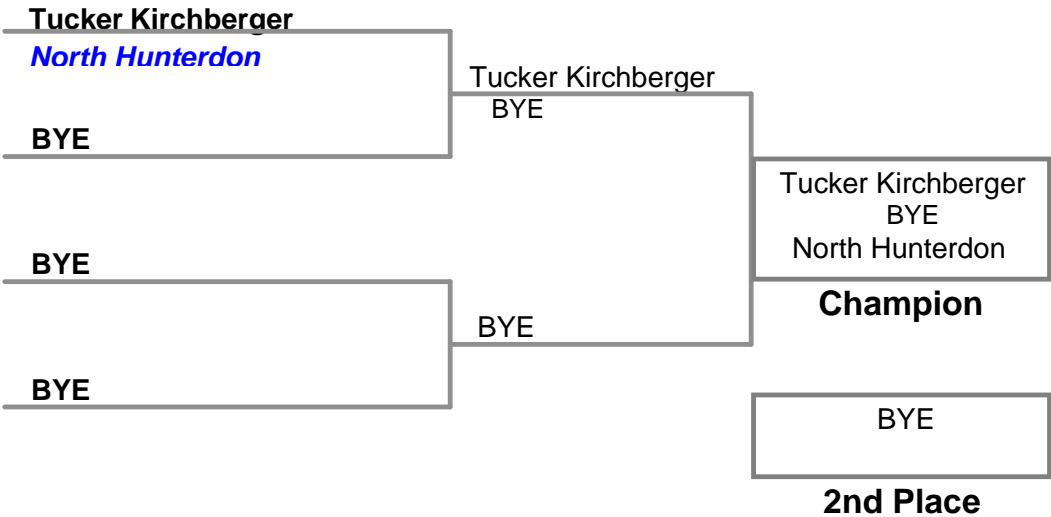 Tucker Kirchberger
North Hunterdon
BYE
BYE
BYE
Tucker Kirchberger
BYE
BYE
Tucker Kirchberger
BYE
North Hunterdon
Champion
BYE
2nd Place